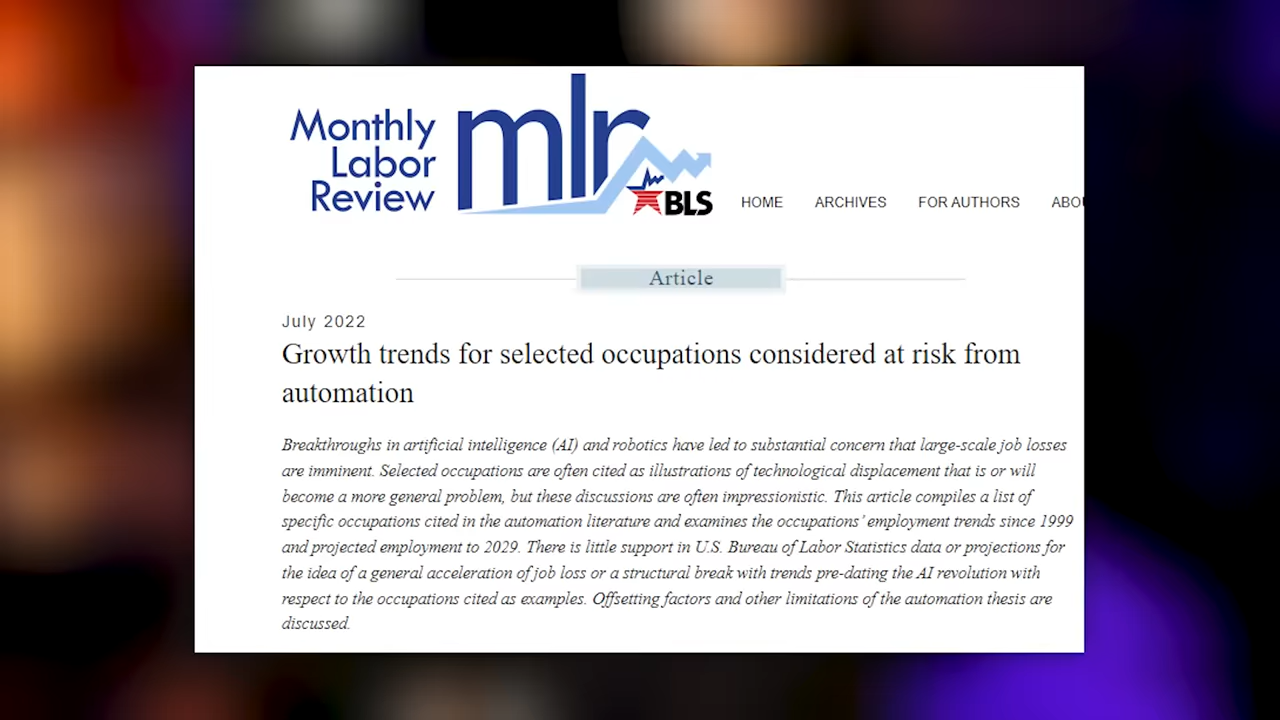 Monthly
Labor
Review
mlr
BLS
HOME ARCHIVES FOR AUTHORS ABOU
Article
July 2022
Growth trends for selected occupations considered at risk from
automation
Breakthroughs in artificial intelligence (AI) and robotics have led to substantial concern that large-scale job losses
are imminent. Selected occupations are often cited as illustrations of technological displacement that is or will
become a more general problem, but these discussions are often impressionistic. This article compiles a list of
specific occupations cited in the automation literature and examines the occupations’ employment trends since 1999
and projected employment to 2029. There is little support in U.S. Bureau of Labor Statistics data or projections for
the idea of a general acceleration of job loss or a structural break with trends pre-dating the AI revolution with
respect to the occupations cited as examples. Offsetting factors and other limitations of the automation thesis are
discussed.